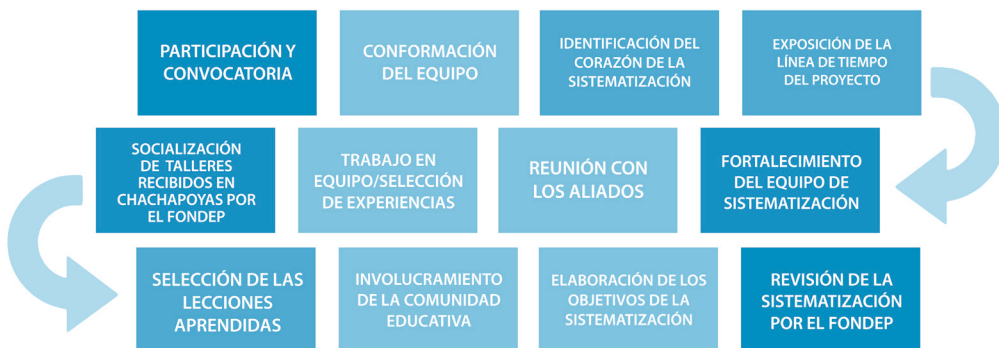 PARTICIPACIÓN Y
CONVOCATORIA
CONFORMACIÓN
DEL EQUIPO
IDENTIFICACIÓN DEL
CORAZÓN DE LA
SISTEMATIZACIÓN
EXPOSICIÓN DE LA
LÍNEA DE TIEMPO
DEL PROYECTO
SOCIALIZACIÓN
DE TALLERES
RECIBIDOS EN
CHACHAPOYAS POR
EL FONDEP
TRABAJO EN
EQUIPO/SELECCIÓN
DE EXPERIENCIAS
REUNIÓN CON
LOS ALIADOS
FORTALECIMIENTO
DEL EQUIPO DE
SISTEMATIZACIÓN
SELECCIÓN DE LAS
LECCIONES
APRENDIDAS
INVOLUCRAMIENTO
DE LA COMUNIDAD
EDUCATIVA
ELABORACIÓN DE LOS
OBJETIVOS DE LA
SISTEMATIZACIÓN
REVISIÓN DE LA
SISTEMATIZACIÓN
POR EL FONDEP